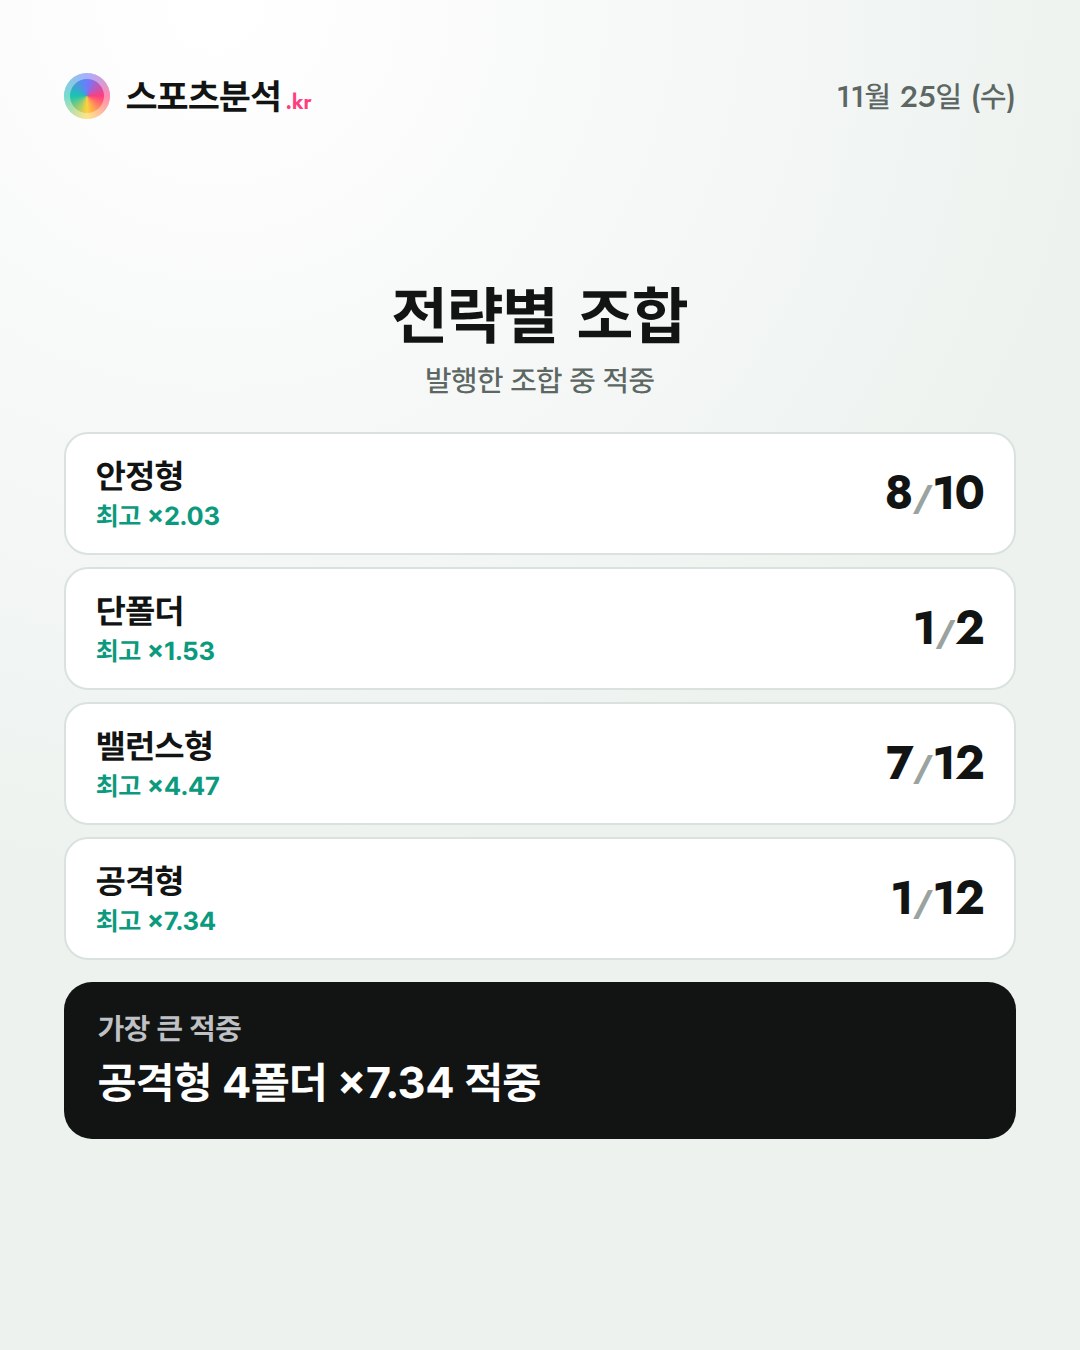 스포츠분석.kr
11월 25일 (수)
전략별 조합
발행한 조합 중 적중
안정형
최고 ×2.03
8/10
단폴더
최고 ×1.53
1/2
밸런스형
최고 ×4.47
7/12
공격형
최고 ×7.34
1/12
가장 큰 적중
공격형 4폴더 ×7.34 적중